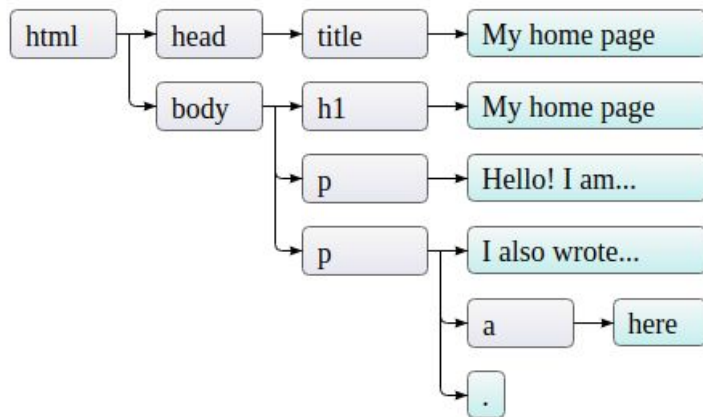 html head title My home page
body h1 My home page
p Hello! I am...
p I also wrote...
a here
.